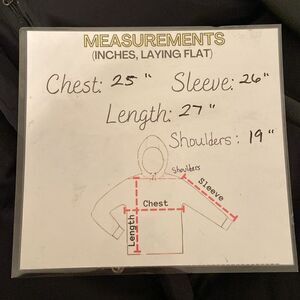 MEASUREMENTS
(INCHES, LAYING FLAT)
Chest: 25" Sleeve: 26"
Length: 27"
Shoulders: 19"
Shoulders
Sleeve
Chest
Length